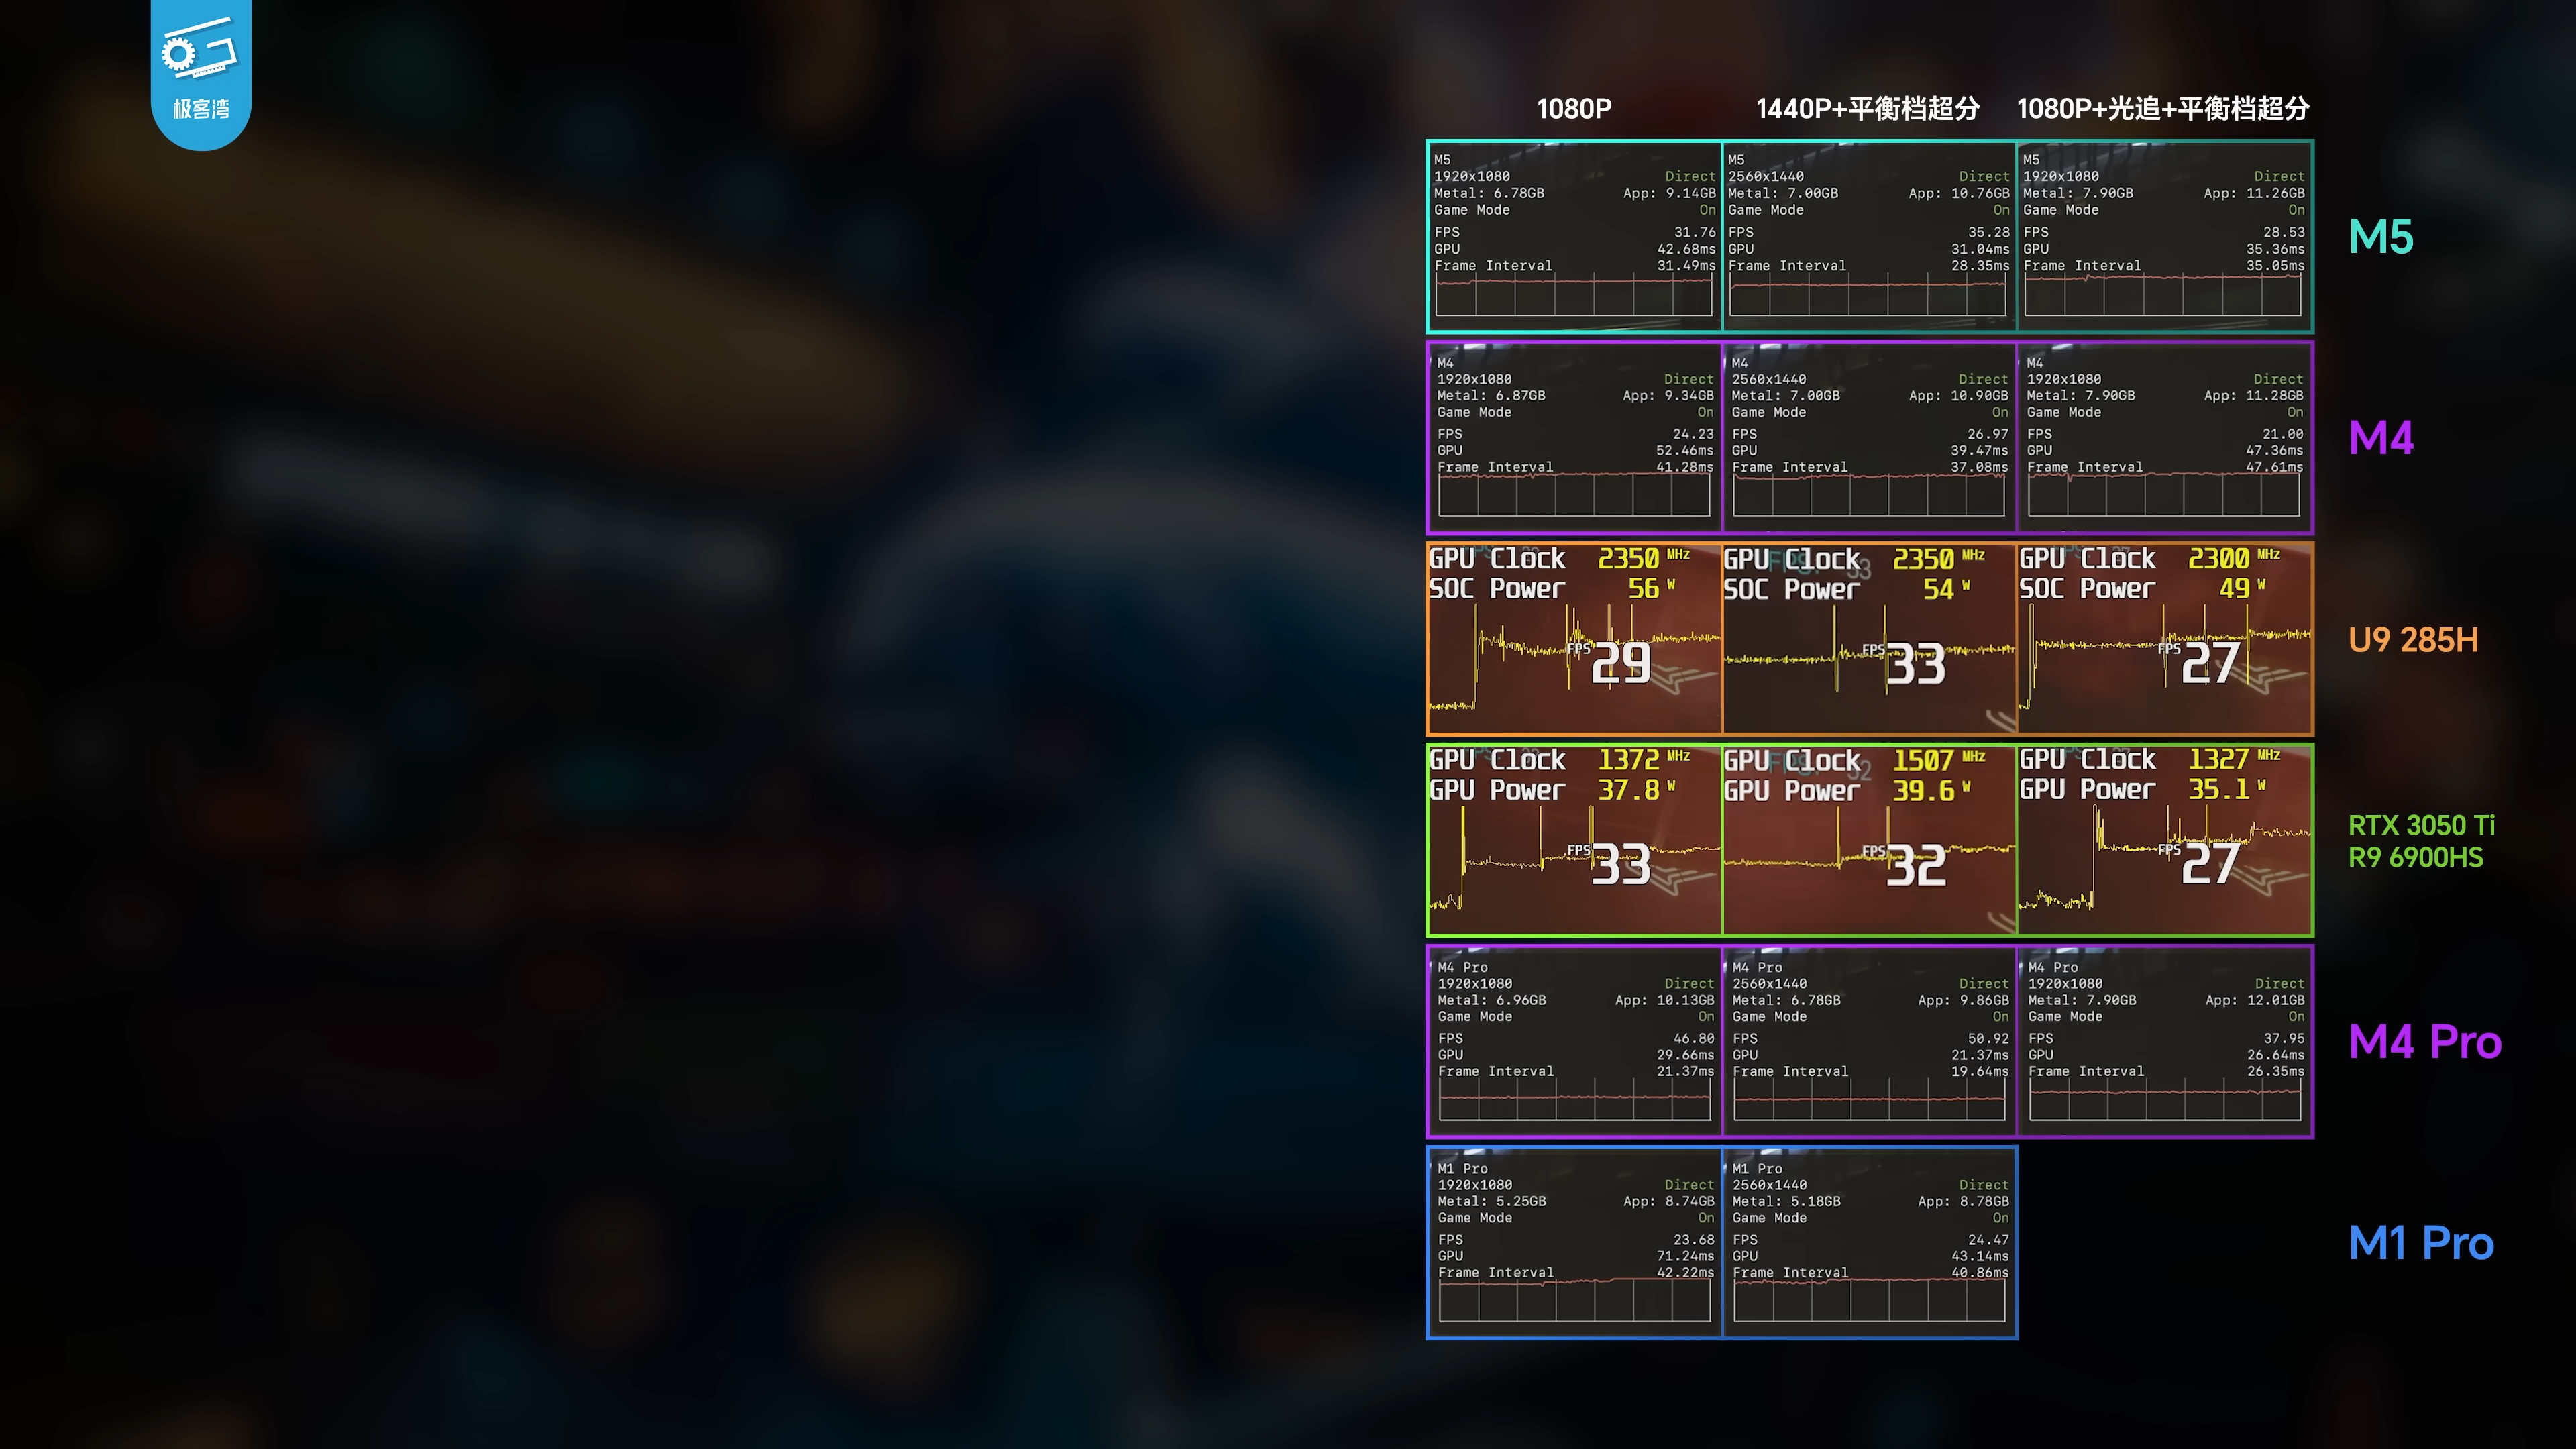 极客湾
1080P 1440P+平衡档超分 1080P+光追+平衡档超分
M5
1920x1080 Direct
Metal: 6.78GB App: 9.14GB
Game Mode On
FPS 31.76
GPU 42.68ms
Frame Interval 31.49ms
M5
2560x1440 Direct
Metal: 7.00GB App: 10.76GB
Game Mode On
FPS 35.28
GPU 31.04ms
Frame Interval 28.35ms
M5
1920x1080 Direct
Metal: 7.90GB App: 11.26GB
Game Mode On
FPS 28.53
GPU 35.36ms
Frame Interval 35.05ms
M5
M4
1920x1080 Direct
Metal: 6.87GB App: 9.34GB
Game Mode On
FPS 24.23
GPU 52.46ms
Frame Interval 41.28ms
M4
2560x1440 Direct
Metal: 7.00GB App: 10.90GB
Game Mode On
FPS 26.97
GPU 39.47ms
Frame Interval 37.08ms
M4
1920x1080 Direct
Metal: 7.90GB App: 11.28GB
Game Mode On
FPS 21.00
GPU 47.36ms
Frame Interval 47.61ms
M4
GPU Clock 2350 MHz
SOC Power 56 W
FPS 29
GPU Clock 2350 MHz
SOC Power 54 W
FPS 33
GPU Clock 2300 MHz
SOC Power 49 W
FPS 27
U9 285H
GPU Clock 1372 MHz
GPU Power 37.8 W
FPS 33
GPU Clock 1507 MHz
GPU Power 39.6 W
FPS 32
GPU Clock 1327 MHz
GPU Power 35.1 W
FPS 27
RTX 3050 Ti
R9 6900HS
M4 Pro
1920x1080 Direct
Metal: 6.96GB App: 10.13GB
Game Mode On
FPS 46.80
GPU 29.66ms
Frame Interval 21.37ms
M4 Pro
2560x1440 Direct
Metal: 6.78GB App: 9.86GB
Game Mode On
FPS 50.92
GPU 21.37ms
Frame Interval 19.64ms
M4 Pro
1920x1080 Direct
Metal: 7.90GB App: 12.01GB
Game Mode On
FPS 37.95
GPU 26.64ms
Frame Interval 26.35ms
M4 Pro
M1 Pro
1920x1080 Direct
Metal: 5.25GB App: 8.74GB
Game Mode On
FPS 23.68
GPU 71.24ms
Frame Interval 42.22ms
M1 Pro
2560x1440 Direct
Metal: 5.18GB App: 8.78GB
Game Mode On
FPS 24.47
GPU 43.14ms
Frame Interval 40.86ms
M1 Pro